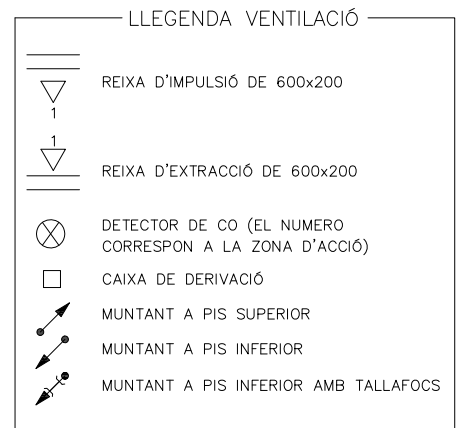 LLEGENDA VENTILACIÓ
REIXA D'IMPULSIÓ DE 600x200
1
1
REIXA D'EXTRACCIÓ DE 600x200
DETECTOR DE CO (EL NUMERO
CORRESPON A LA ZONA D'ACCIÓ)
CAIXA DE DERIVACIÓ
MUNTANT A PIS SUPERIOR
MUNTANT A PIS INFERIOR
MUNTANT A PIS INFERIOR AMB TALLAFOCS